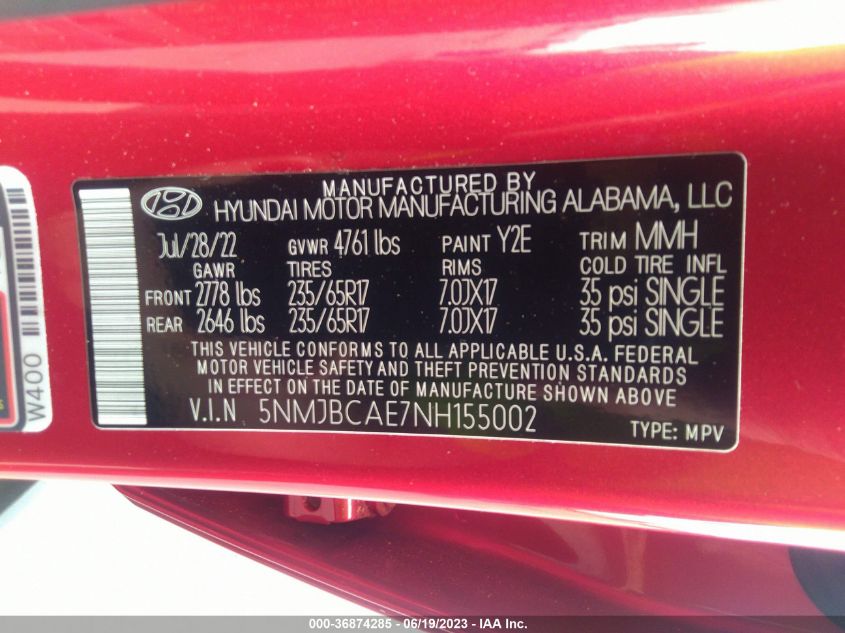 MANUFACTURED BY
HYUNDAI MOTOR MANUFACTURING ALABAMA, LLC
Jul/28/22 GVWR 4761 lbs PAINT Y2E TRIM MMH
GAWR TIRES RIMS COLD TIRE INFL
FRONT 2778 lbs 235/65R17 7.0JX17 35 psi SINGLE
REAR 2646 lbs 235/65R17 7.0JX17 35 psi SINGLE
THIS VEHICLE CONFORMS TO ALL APPLICABLE U.S.A. FEDERAL
MOTOR VEHICLE SAFETY AND THEFT PREVENTION STANDARDS
IN EFFECT ON THE DATE OF MANUFACTURE SHOWN ABOVE
V.I.N 5NMJBCAE7NH155002
TYPE: MPV
W400
000-36874285 - 06/19/2023 - IAA Inc.